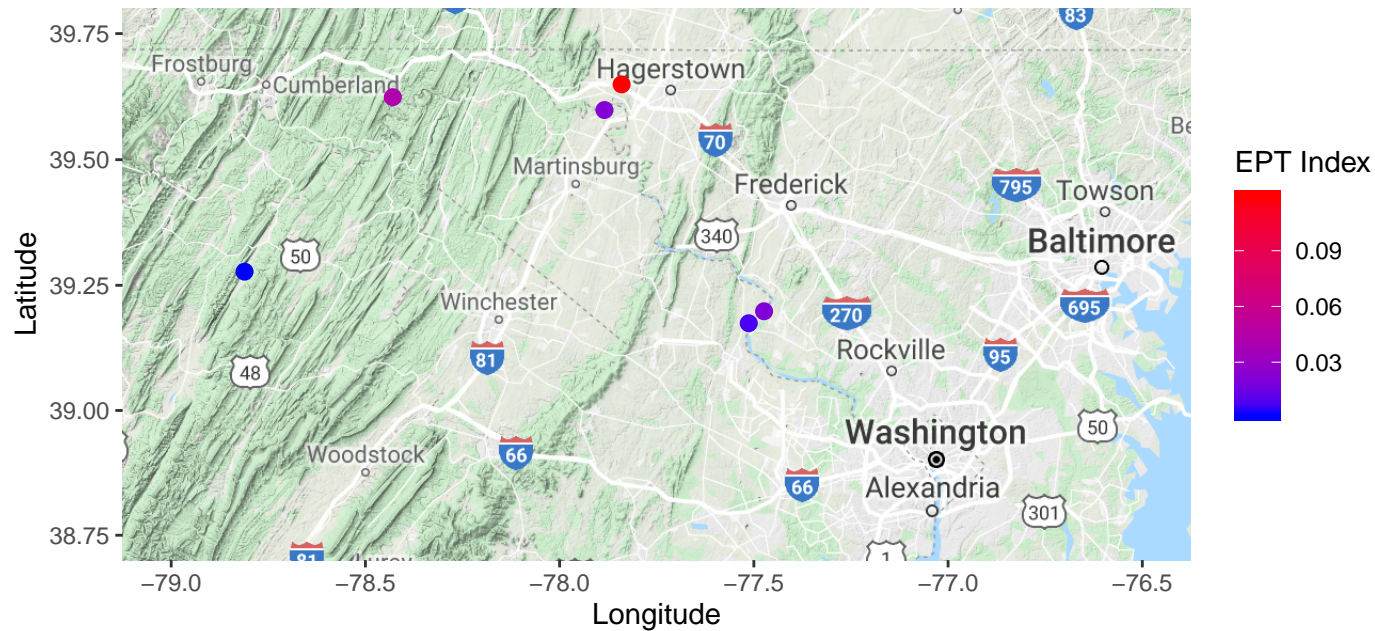 83
39.75
Frostburg
Hagerstown
Cumberland
70
39.50
Martinsburg
Frederick
795
Towson
EPT Index
340
Baltimore
50
0.09
39.25
Winchester
270
695
0.06
81
Rockville
95
0.03
48
39.00
Washington
50
Woodstock
66
66
Alexandria
301
38.75
81
1
−79.0
−78.5
−78.0
−77.5
−77.0
−76.5
Longitude
Latitude